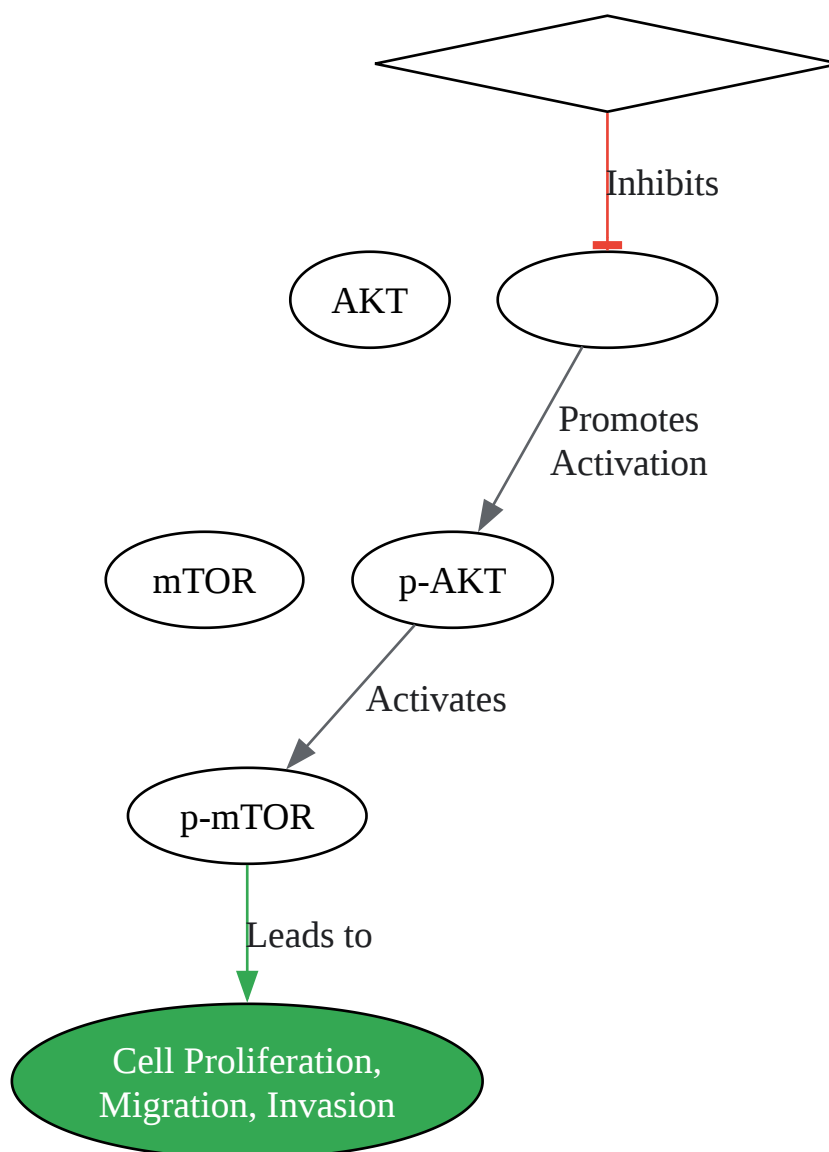 Inhibits
AKT
Promotes
Activation
mTOR
p-AKT
Activates
p-mTOR
Leads to
Cell Proliferation,
Migration, Invasion